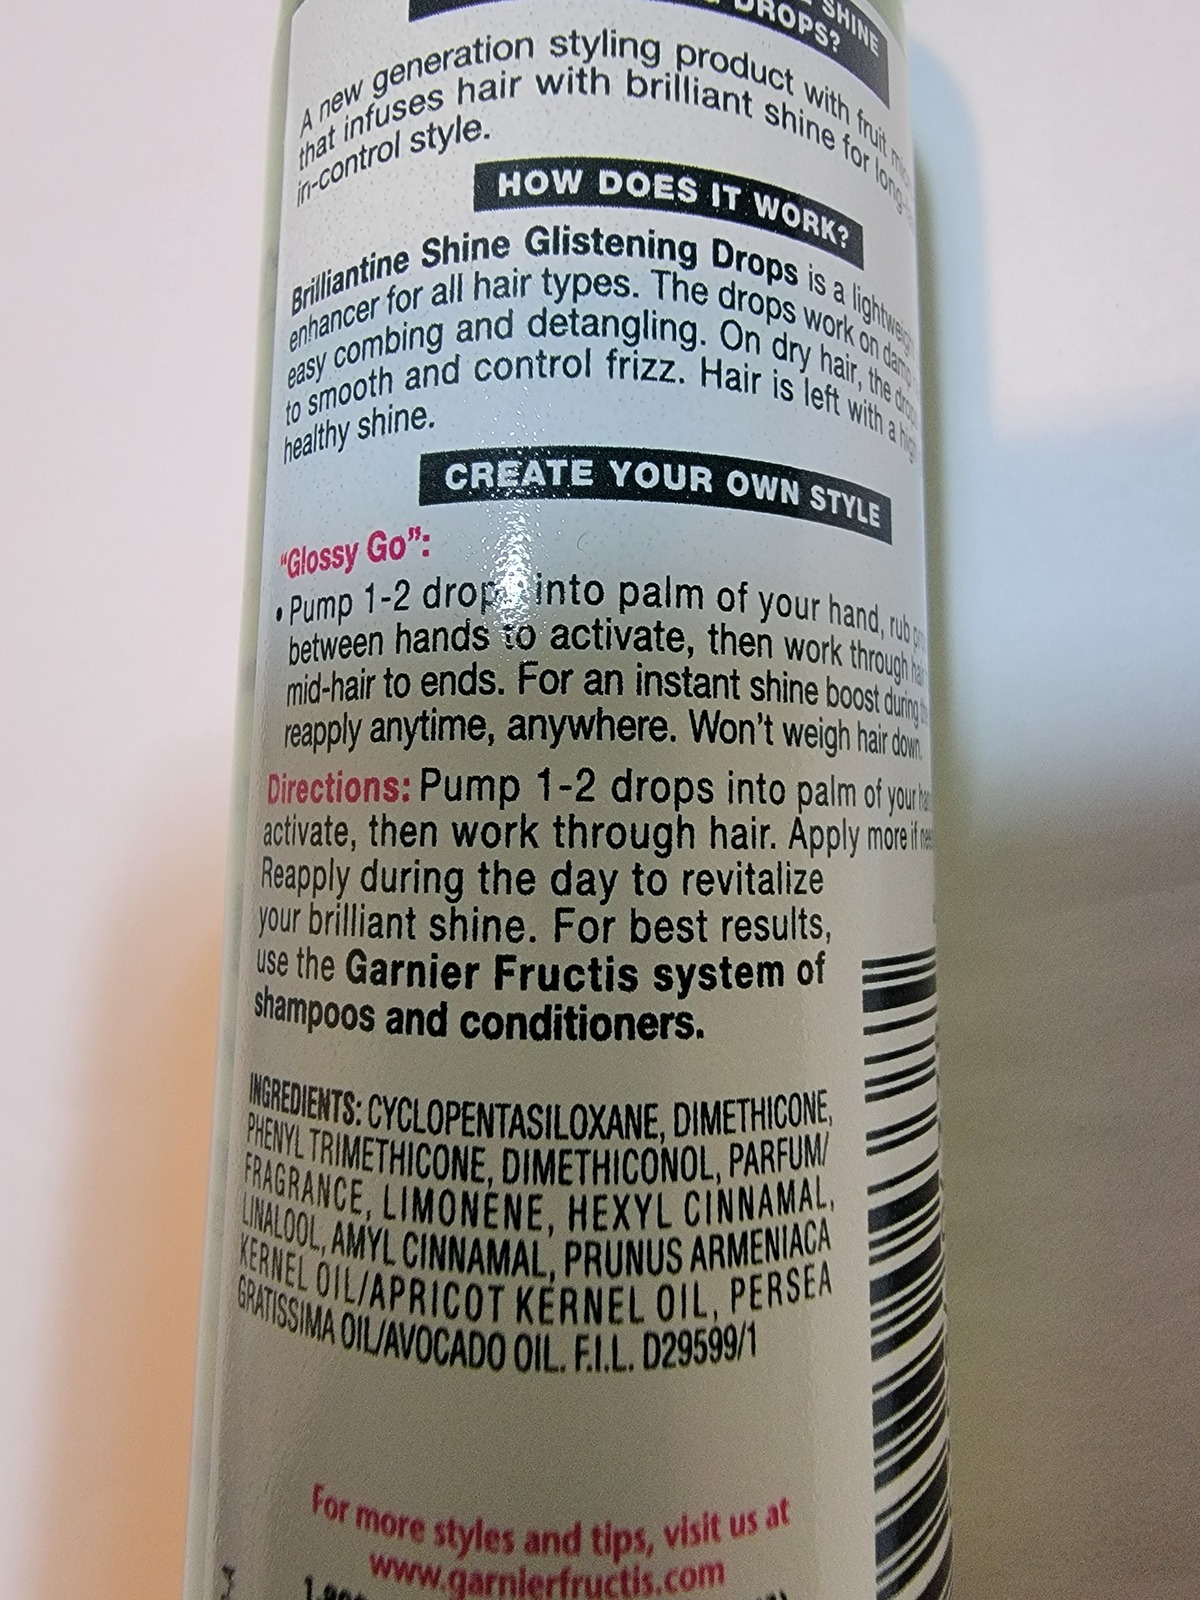 SHINE
DROPS?
A new generation styling product with fruit
that infuses hair with brilliant shine for long-
in-control style.
HOW DOES IT WORK?
Brilliantine Shine Glistening Drops is a lightweight
enhancer for all hair types. The drops work on damp
easy combing and detangling. On dry hair, the drops
to smooth and control frizz. Hair is left with a
healthy shine.
CREATE YOUR OWN STYLE
"Glossy Go":
• Pump 1-2 drops into palm of your hand, rub
between hands to activate, then work through
mid-hair to ends. For an instant shine boost during
reapply anytime, anywhere. Won't weigh hair down.
Directions: Pump 1-2 drops into palm of your
activate, then work through hair. Apply more if
Reapply during the day to revitalize
your brilliant shine. For best results,
use the Garnier Fructis system of
shampoos and conditioners.
INGREDIENTS: CYCLOPENTASILOXANE, DIMETHICONE,
PHENYL TRIMETHICONE, DIMETHICONOL, PARFUM/
FRAGRANCE, LIMONENE, HEXYL CINNAMAL,
LINALOOL, AMYL CINNAMAL, PRUNUS ARMENIACA
KERNEL OIL/APRICOT KERNEL OIL, PERSEA
GRATISSIMA OIL/AVOCADO OIL. F.I.L. D29599/1
For more styles and tips, visit us at
www.garnierfructis.com